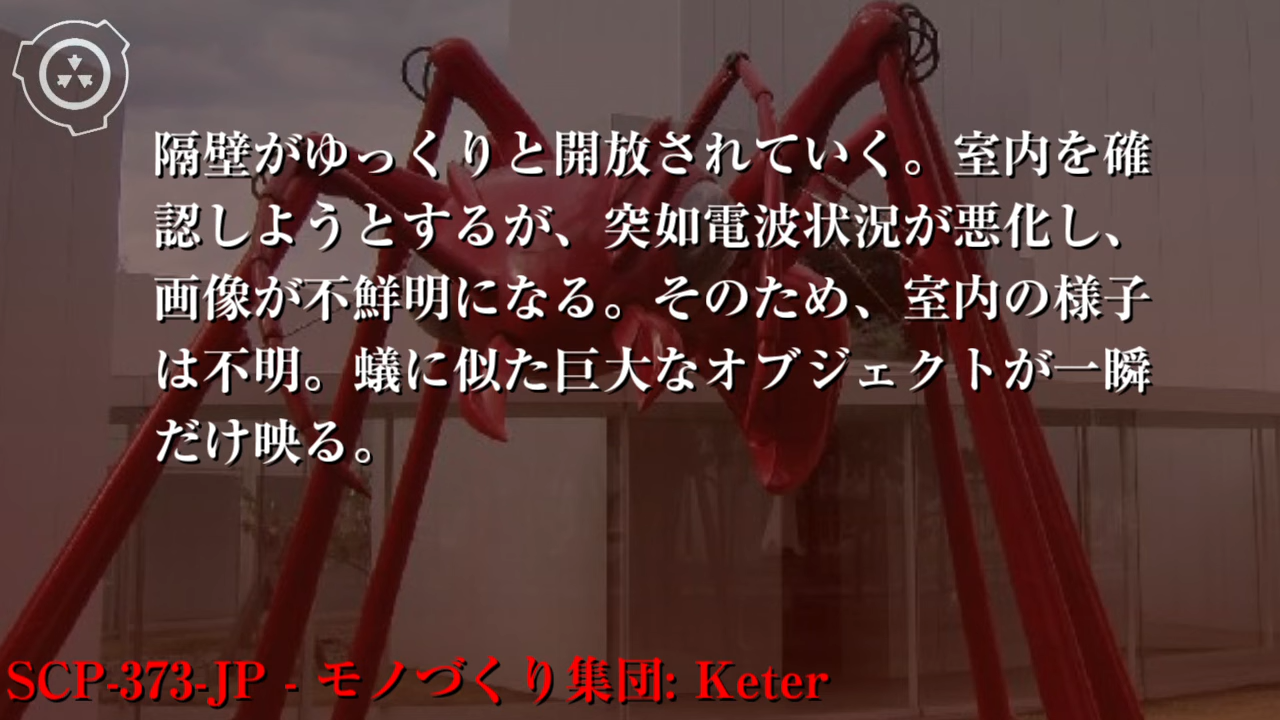 隔壁がゆっくりと開放されていく。室内を確
認しようとするが、突如電波状況が悪化し、
画像が不鮮明になる。そのため、室内の様子
は不明。蟻に似た巨大なオブジェクトが一瞬
だけ映る。
SCP-373-JP - モノづくり集団: Keter